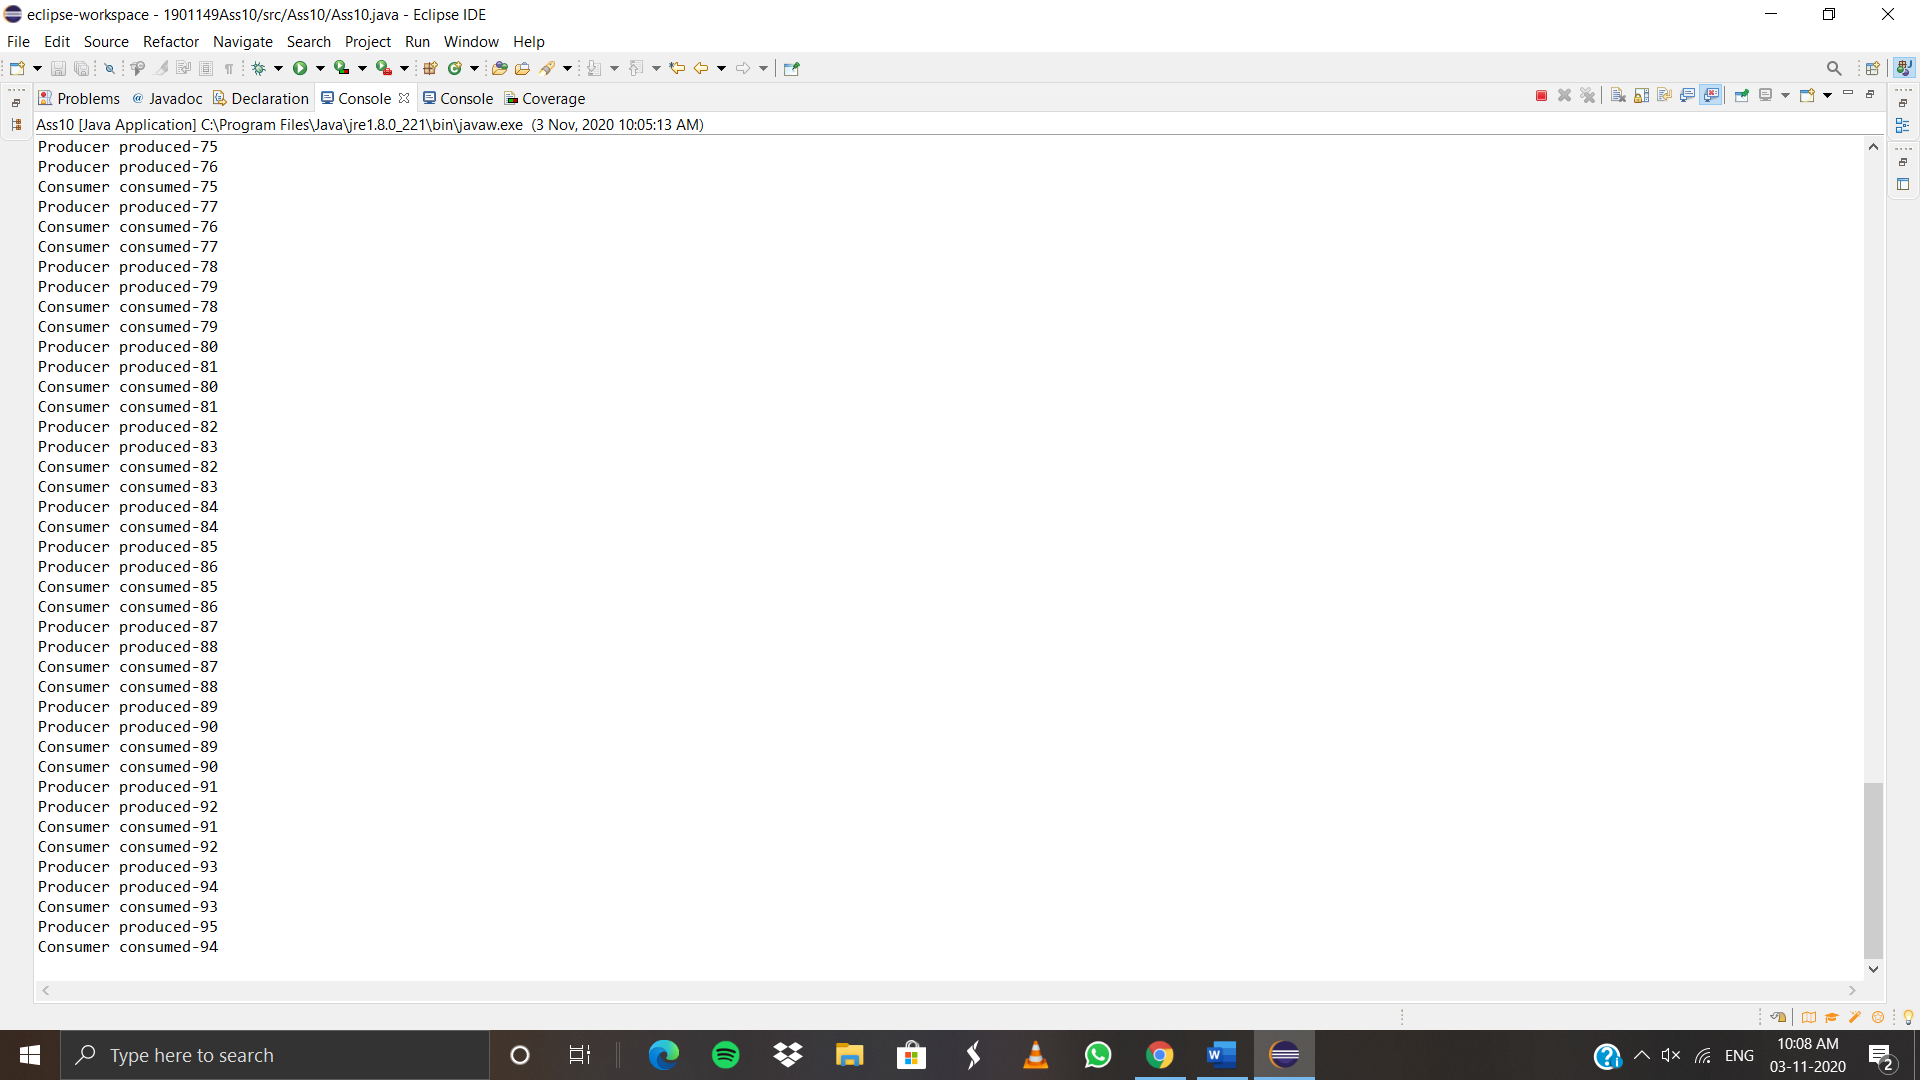 eclipse-workspace - 1901149Ass10/src/Ass10/Ass10.java - Eclipse IDE
File Edit Source Refactor Navigate Search Project Run Window Help
Problems @ Javadoc Declaration Console Console Coverage
Ass10 [Java Application] C:\Program Files\Java\jre1.8.0_221\bin\javaw.exe (3 Nov, 2020 10:05:13 AM)
Producer produced-75
Producer produced-76
Consumer consumed-75
Producer produced-77
Consumer consumed-76
Consumer consumed-77
Producer produced-78
Producer produced-79
Consumer consumed-78
Consumer consumed-79
Producer produced-80
Producer produced-81
Consumer consumed-80
Consumer consumed-81
Producer produced-82
Producer produced-83
Consumer consumed-82
Consumer consumed-83
Producer produced-84
Consumer consumed-84
Producer produced-85
Producer produced-86
Consumer consumed-85
Consumer consumed-86
Producer produced-87
Producer produced-88
Consumer consumed-87
Consumer consumed-88
Producer produced-89
Producer produced-90
Consumer consumed-89
Consumer consumed-90
Producer produced-91
Producer produced-92
Consumer consumed-91
Consumer consumed-92
Producer produced-93
Producer produced-94
Consumer consumed-93
Producer produced-95
Consumer consumed-94
Type here to search
ENG
10:08 AM
03-11-2020
2